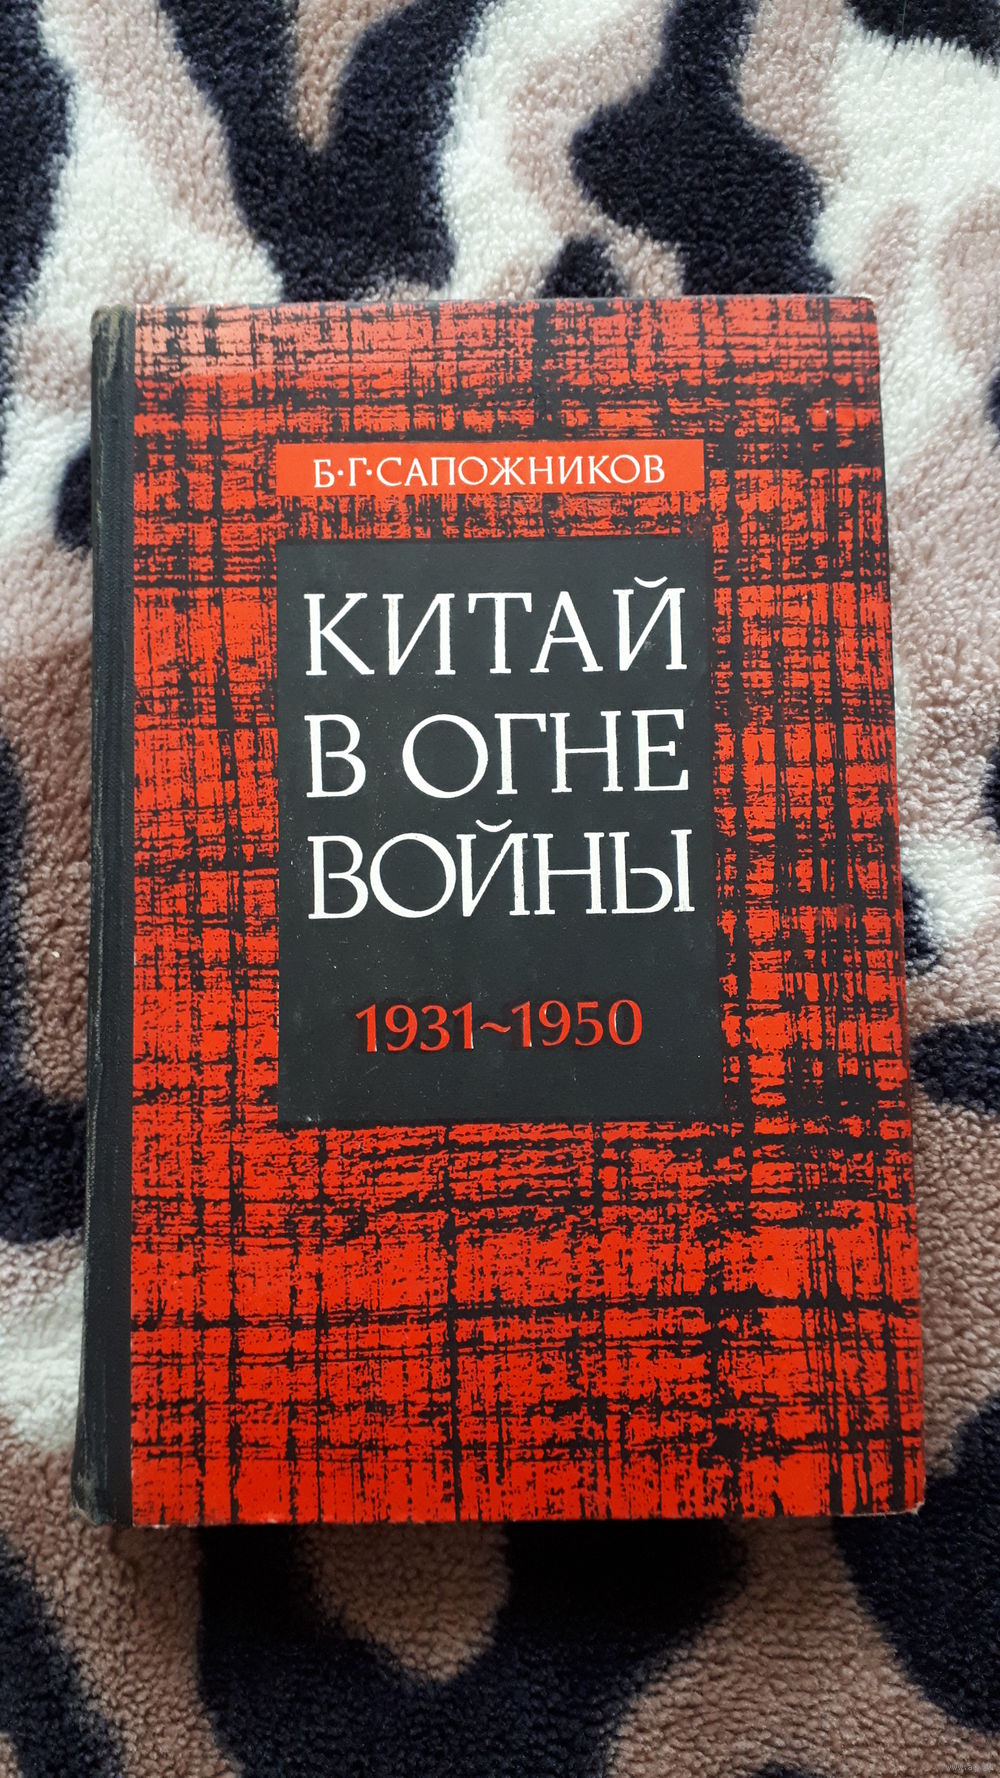 Б·Г·САПОЖНИКОВ
КИТАЙ
В ОГНЕ
ВОЙНЫ
1931~1950